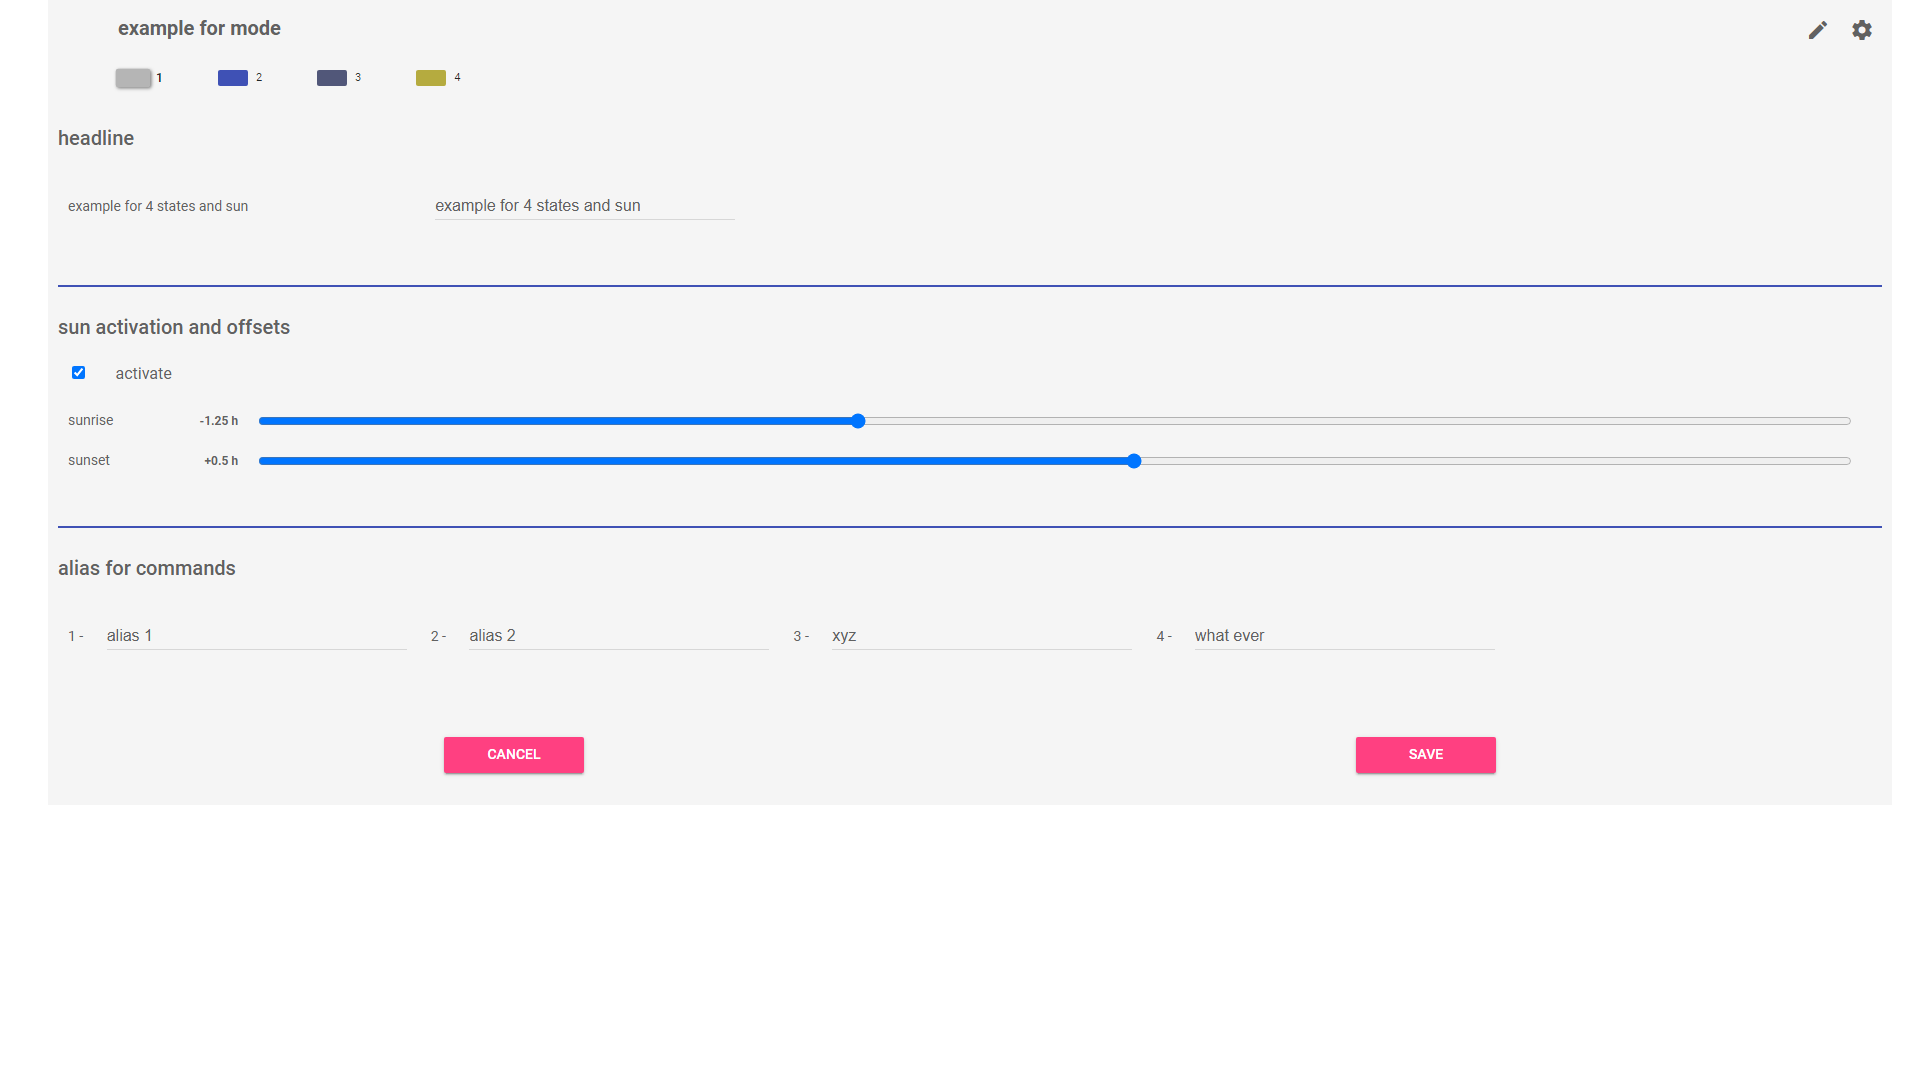 example for mode
1 2 3 4
headline
example for 4 states and sun example for 4 states and sun
sun activation and offsets
activate
sunrise -1.25 h
sunset +0.5 h
alias for commands
1 - alias 1 2 - alias 2 3 - xyz 4 - what ever
CANCEL SAVE